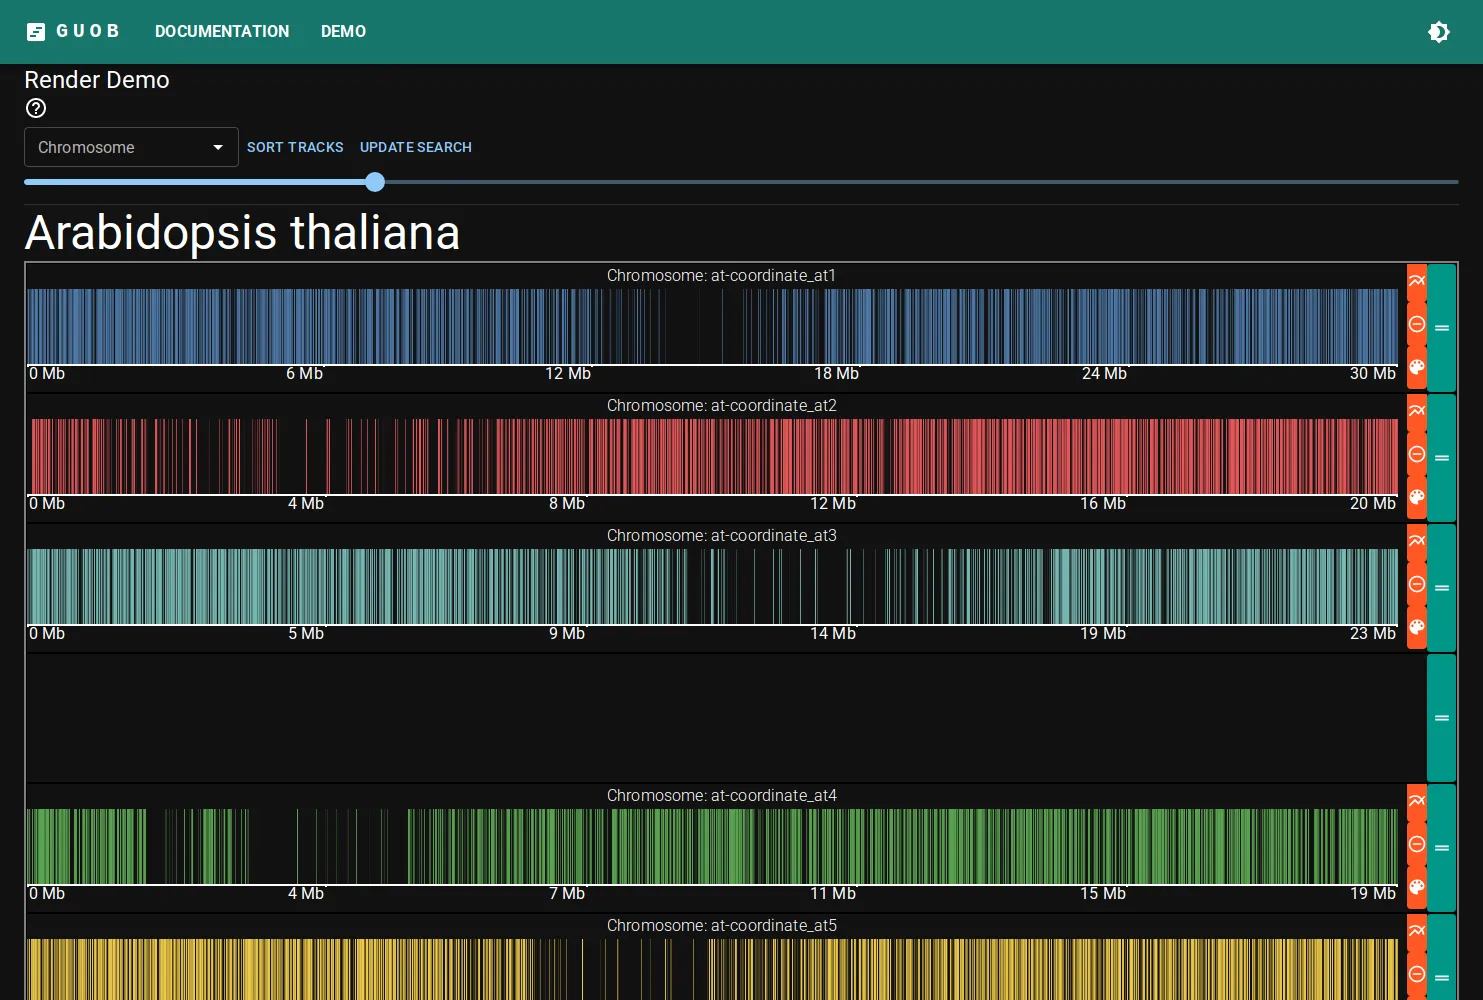 GUOB DOCUMENTATION DEMO
Render Demo
Chromosome SORT TRACKS UPDATE SEARCH
Arabidopsis thaliana
Chromosome: at-coordinate_at1
0 Mb 6 Mb 12 Mb 18 Mb 24 Mb 30 Mb
Chromosome: at-coordinate_at2
0 Mb 4 Mb 8 Mb 12 Mb 16 Mb 20 Mb
Chromosome: at-coordinate_at3
0 Mb 5 Mb 9 Mb 14 Mb 19 Mb 23 Mb
Chromosome: at-coordinate_at4
0 Mb 4 Mb 7 Mb 11 Mb 15 Mb 19 Mb
Chromosome: at-coordinate_at5